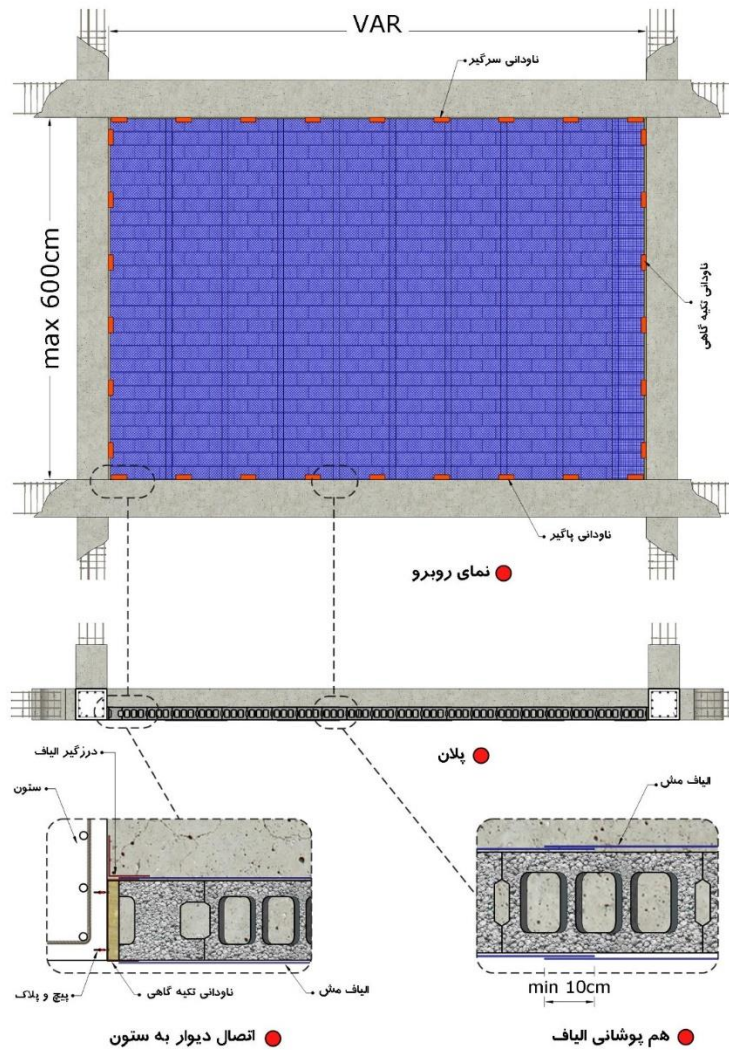 VAR
ناودانی سرگیر
max 600cm
ناودانی تکیه گاهی
ناودانی پاگیر
نمای روبرو
پلان
درزگیر الیاف
ستون
الیاف مش
پیچ و پلاک
ناودانی تکیه گاهی
الیاف مش
min 10cm
اتصال دیوار به ستون
هم پوشانی الیاف